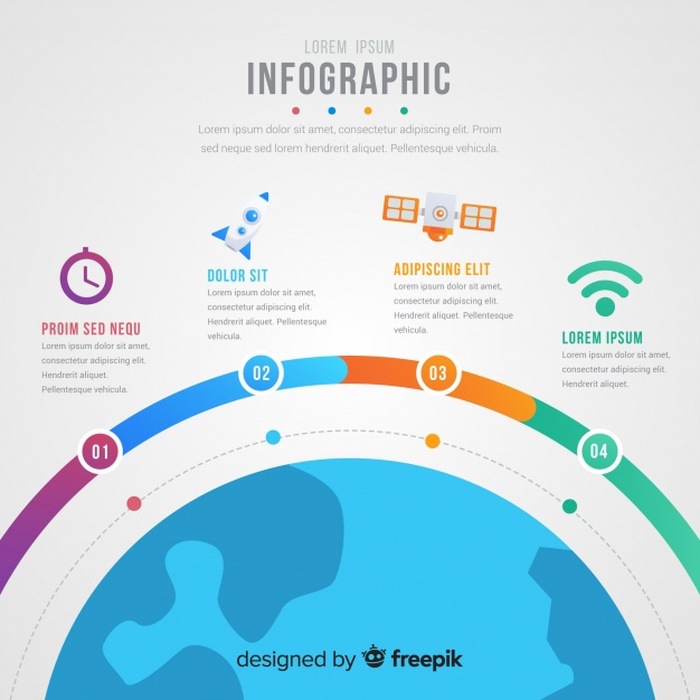 LOREM IPSUM
INFOGRAPHIC
Lorem ipsum dolor sit amet, consectetur adipiscing elit. Proim
sed neque sed lorem hendrerit aliquet. Pellentesque vehicula.
PROIM SED NEQU
Lorem ipsum dolor sit amet,
consectetur adipiscing elit.
Hendrerit aliquet.
Pellentesque vehicula.
DOLOR SIT
Lorem ipsum dolor sit amet,
consectetur adipiscing elit.
Hendrerit aliquet. Pellentesque
vehicula.
ADIPISCING ELIT
Lorem ipsum dolor sit amet,
consectetur adipiscing elit.
Hendrerit aliquet. Pellentesque
vehicula.
LOREM IPSUM
Lorem ipsum dolor sit amet,
consectetur adipiscing elit.
Hendrerit aliquet.
01
02
03
04
designed by freepik